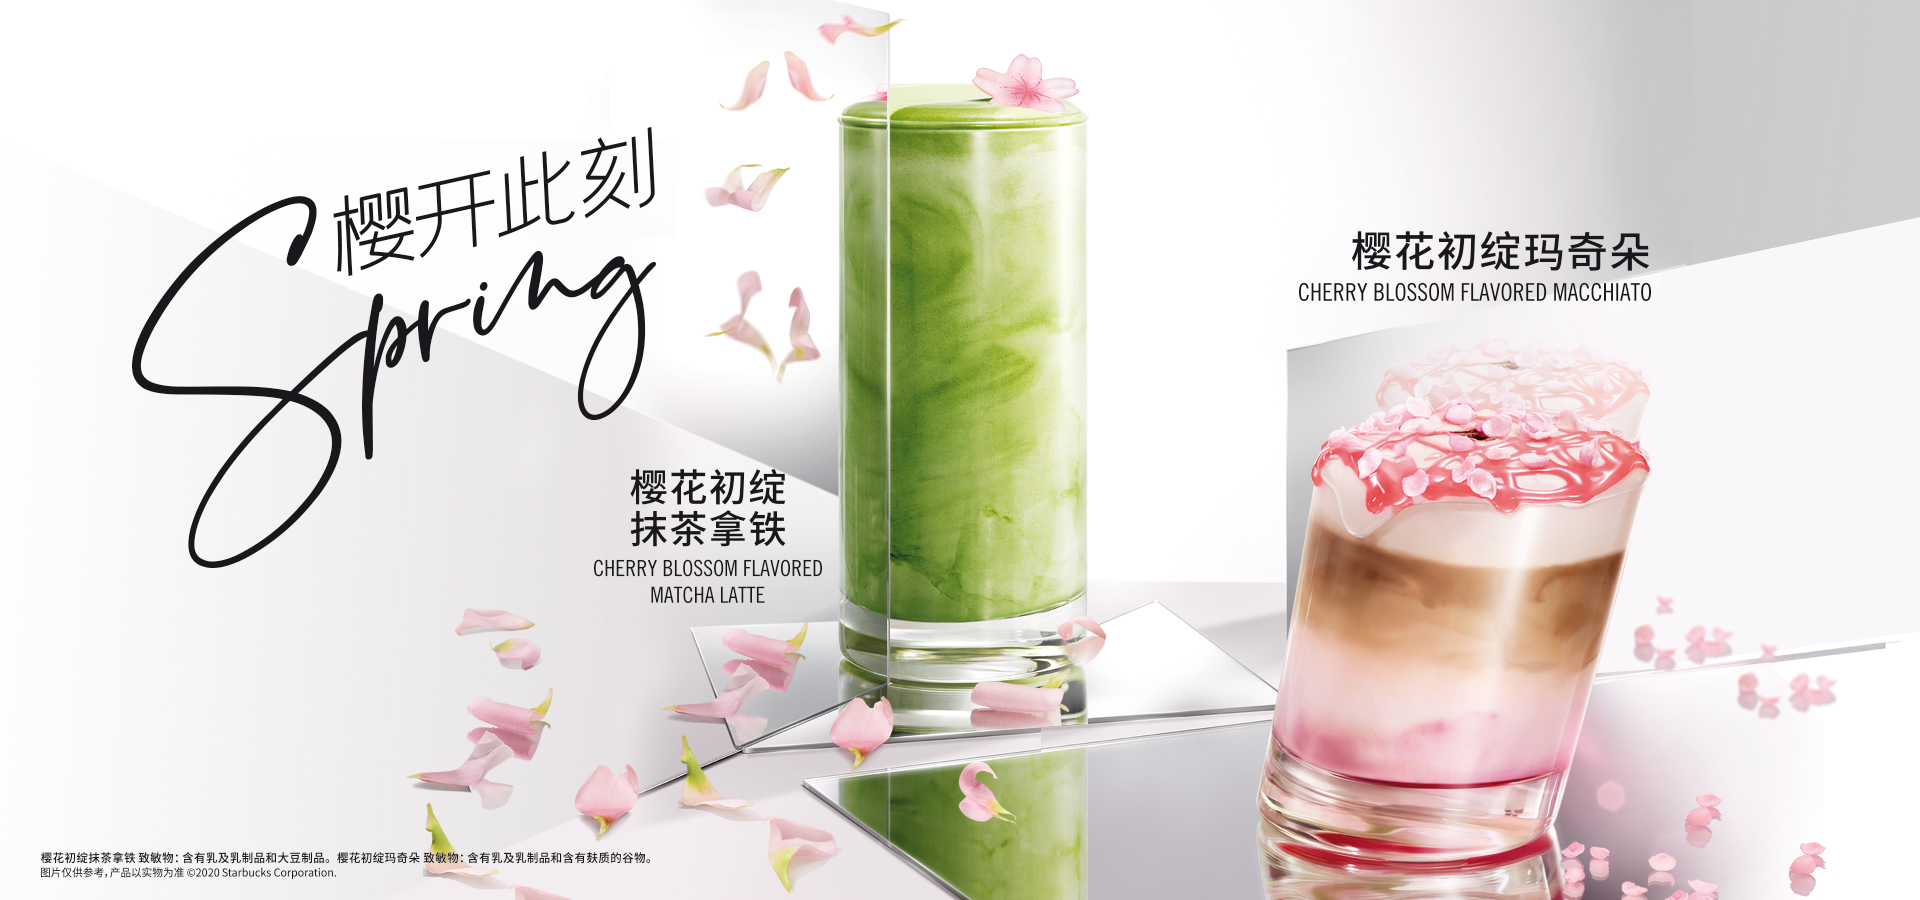 樱开此刻
Spring
樱花初绽
抹茶拿铁
CHERRY BLOSSOM FLAVORED
MATCHA LATTE
樱花初绽玛奇朵
CHERRY BLOSSOM FLAVORED MACCHIATO
樱花初绽抹茶拿铁 致敏物：含有乳及乳制品和大豆制品。樱花初绽玛奇朵 致敏物：含有乳及乳制品和含有麸质的谷物。
图片仅供参考，产品以实物为准 ©2020 Starbucks Corporation.